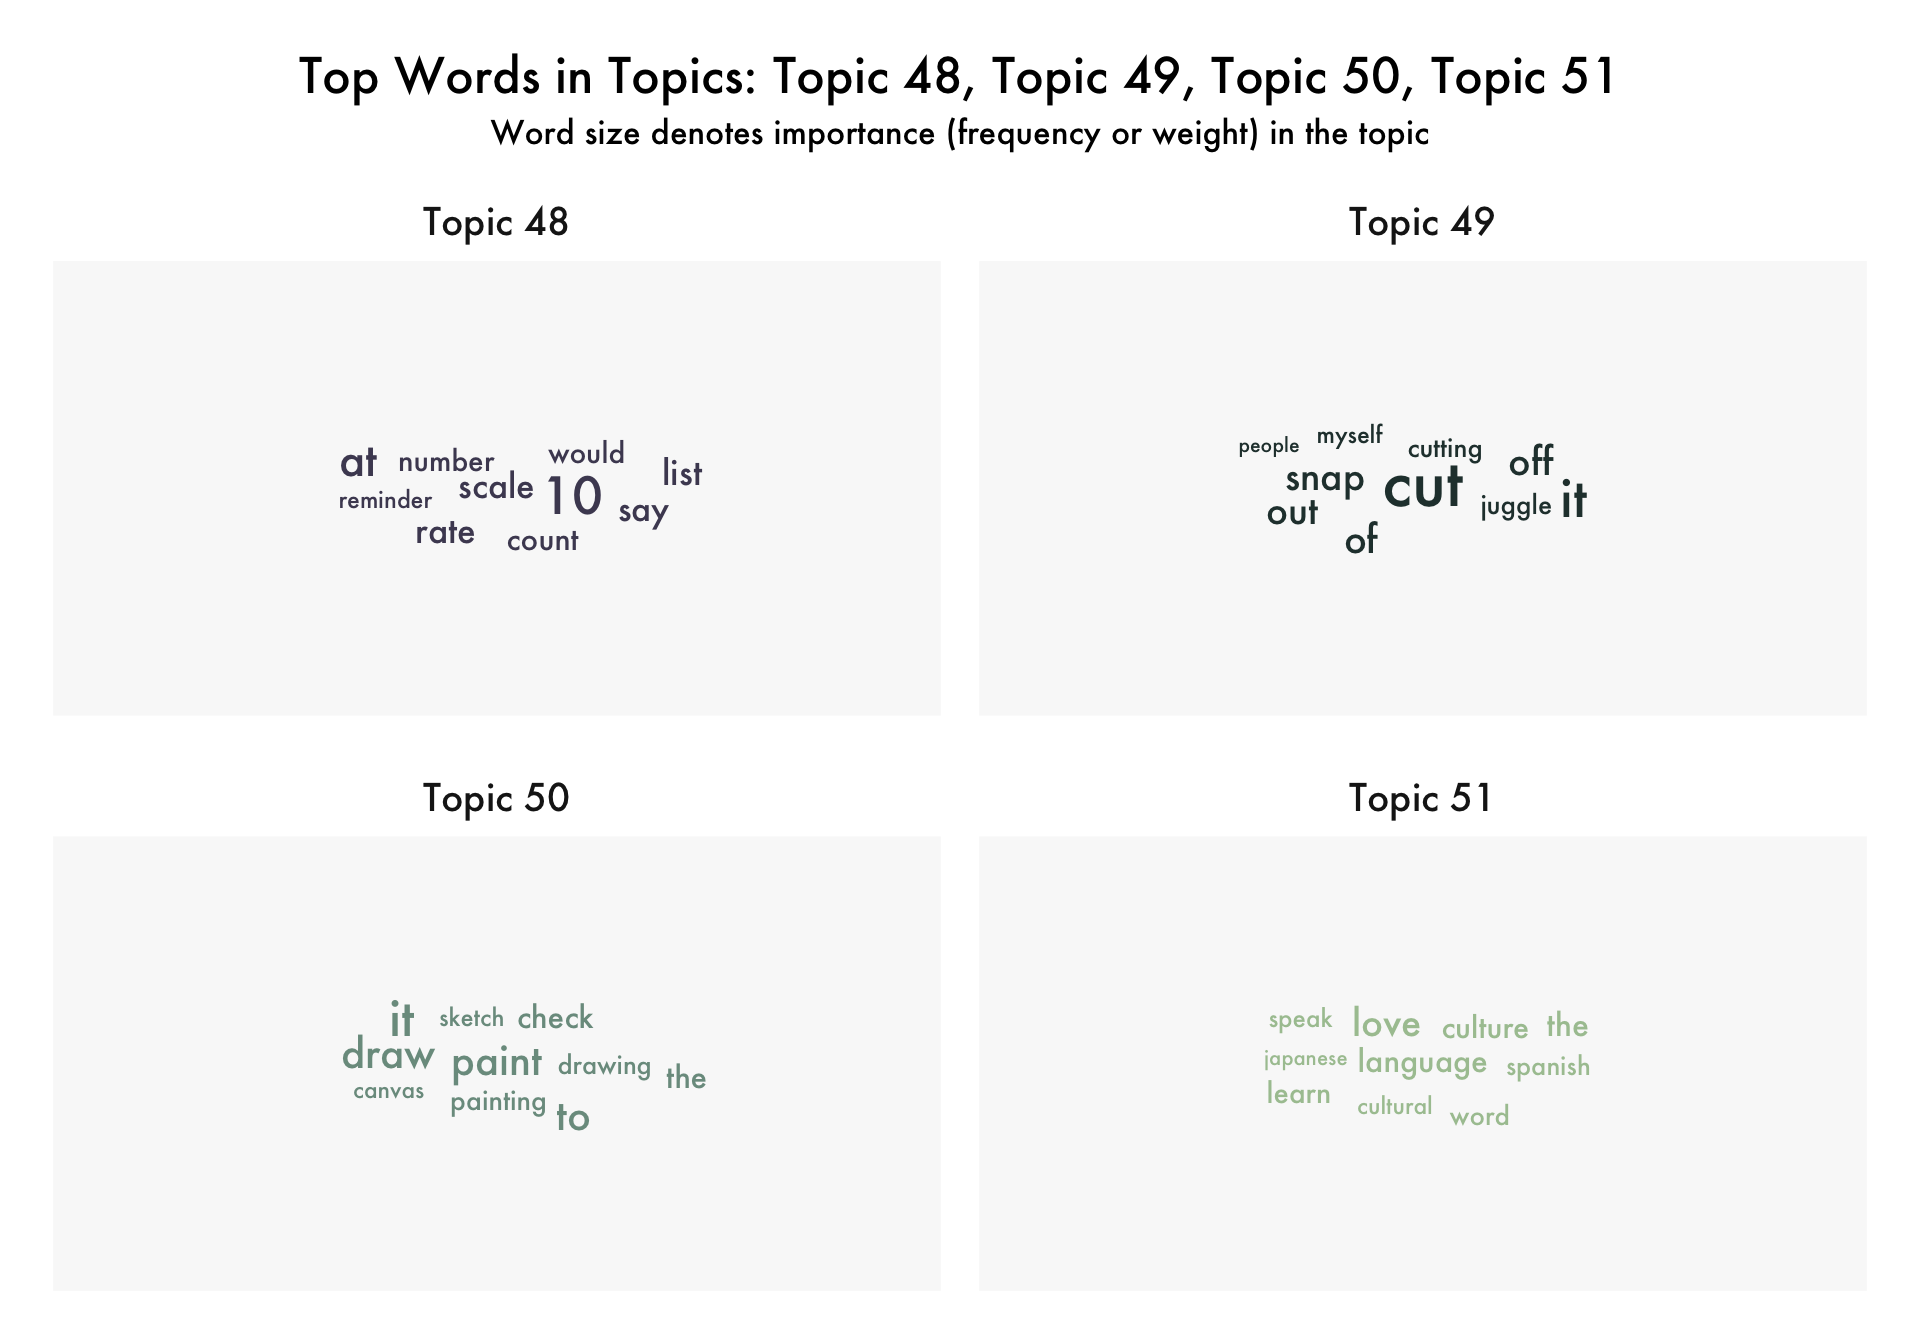 Top Words in Topics: Topic 48, Topic 49, Topic 50, Topic 51
Word size denotes importance (frequency or weight) in the topic
Topic 48
at number would list
reminder scale 10 say
rate count
Topic 49
people myself cutting off
snap cut juggle it
out of
Topic 50
it sketch check
draw paint drawing the
canvas painting to
Topic 51
speak love culture the
japanese language spanish
learn cultural word